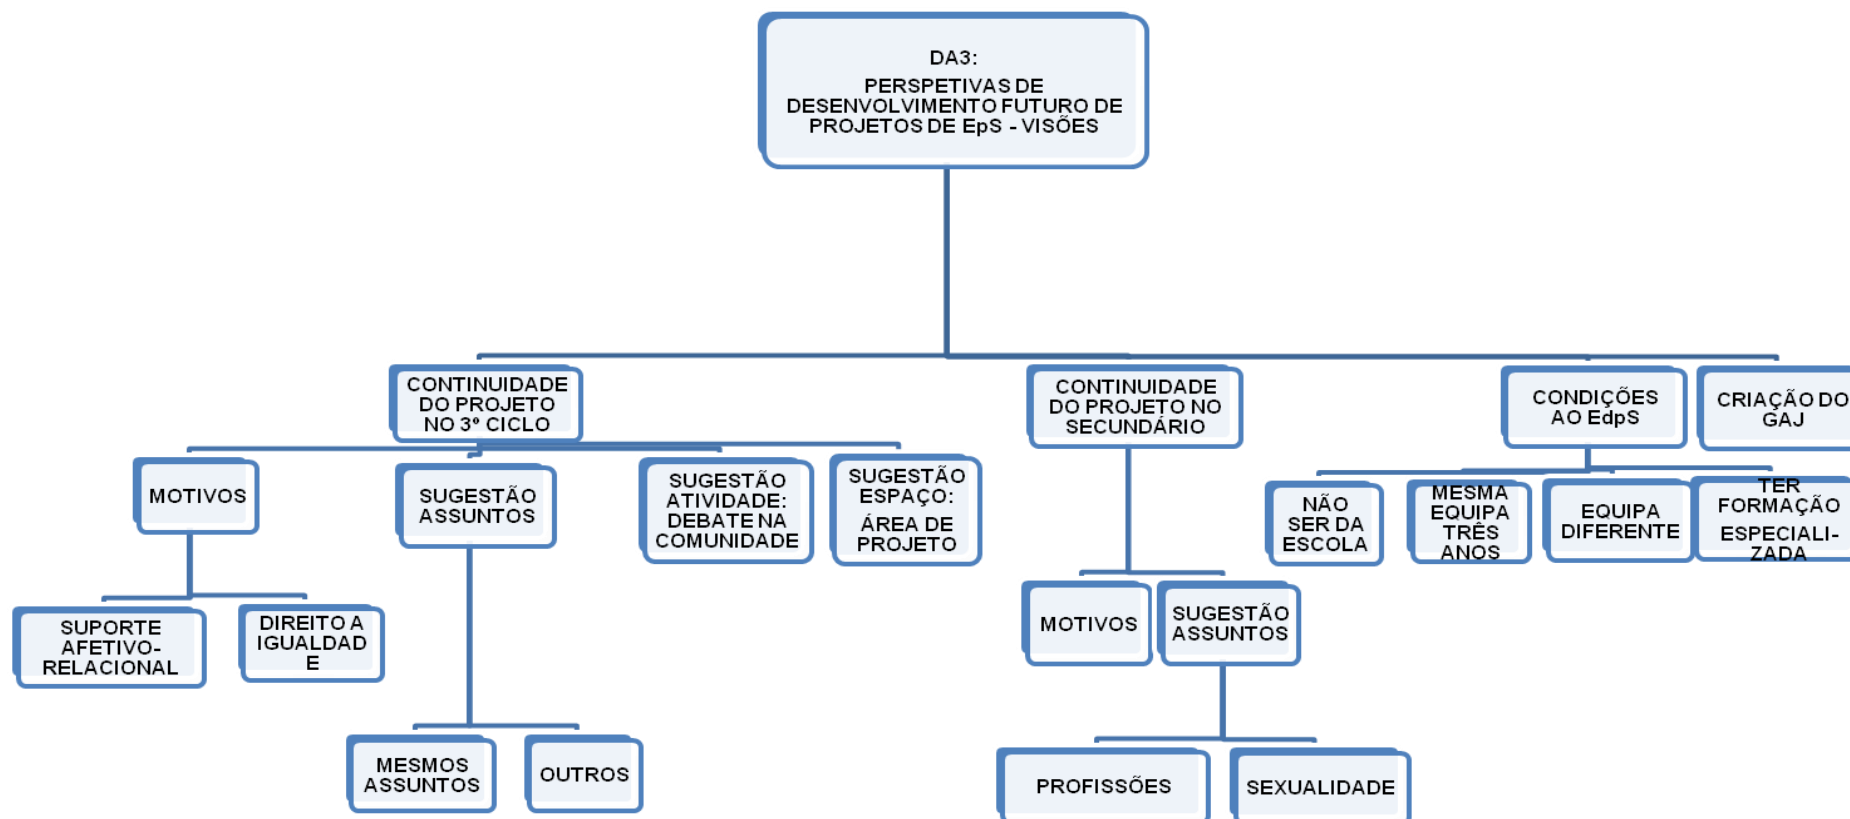 DA3:
PERSPETIVAS DE
DESENVOLVIMENTO FUTURO DE
PROJETOS DE EpS - VISÕES
CONTINUIDADE
DO PROJETO
NO 3º CICLO
CONTINUIDADE
DO PROJETO NO
SECUNDÁRIO
CONDIÇÕES
AO EdpS
CRIAÇÃO DO
GAJ
MOTIVOS
SUGESTÃO
ASSUNTOS
SUGESTÃO
ATIVIDADE:
DEBATE NA
COMUNIDADE
SUGESTÃO
ESPAÇO:
ÁREA DE
PROJETO
NÃO
SER DA
ESCOLA
MESMA
EQUIPA
TRÊS
ANOS
EQUIPA
DIFERENTE
TER
FORMAÇÃO
ESPECIALI-
ZADA
SUPORTE
AFETIVO-
RELACIONAL
DIREITO A
IGUALDAD
E
MOTIVOS
SUGESTÃO
ASSUNTOS
MESMOS
ASSUNTOS
OUTROS
PROFISSÕES
SEXUALIDADE